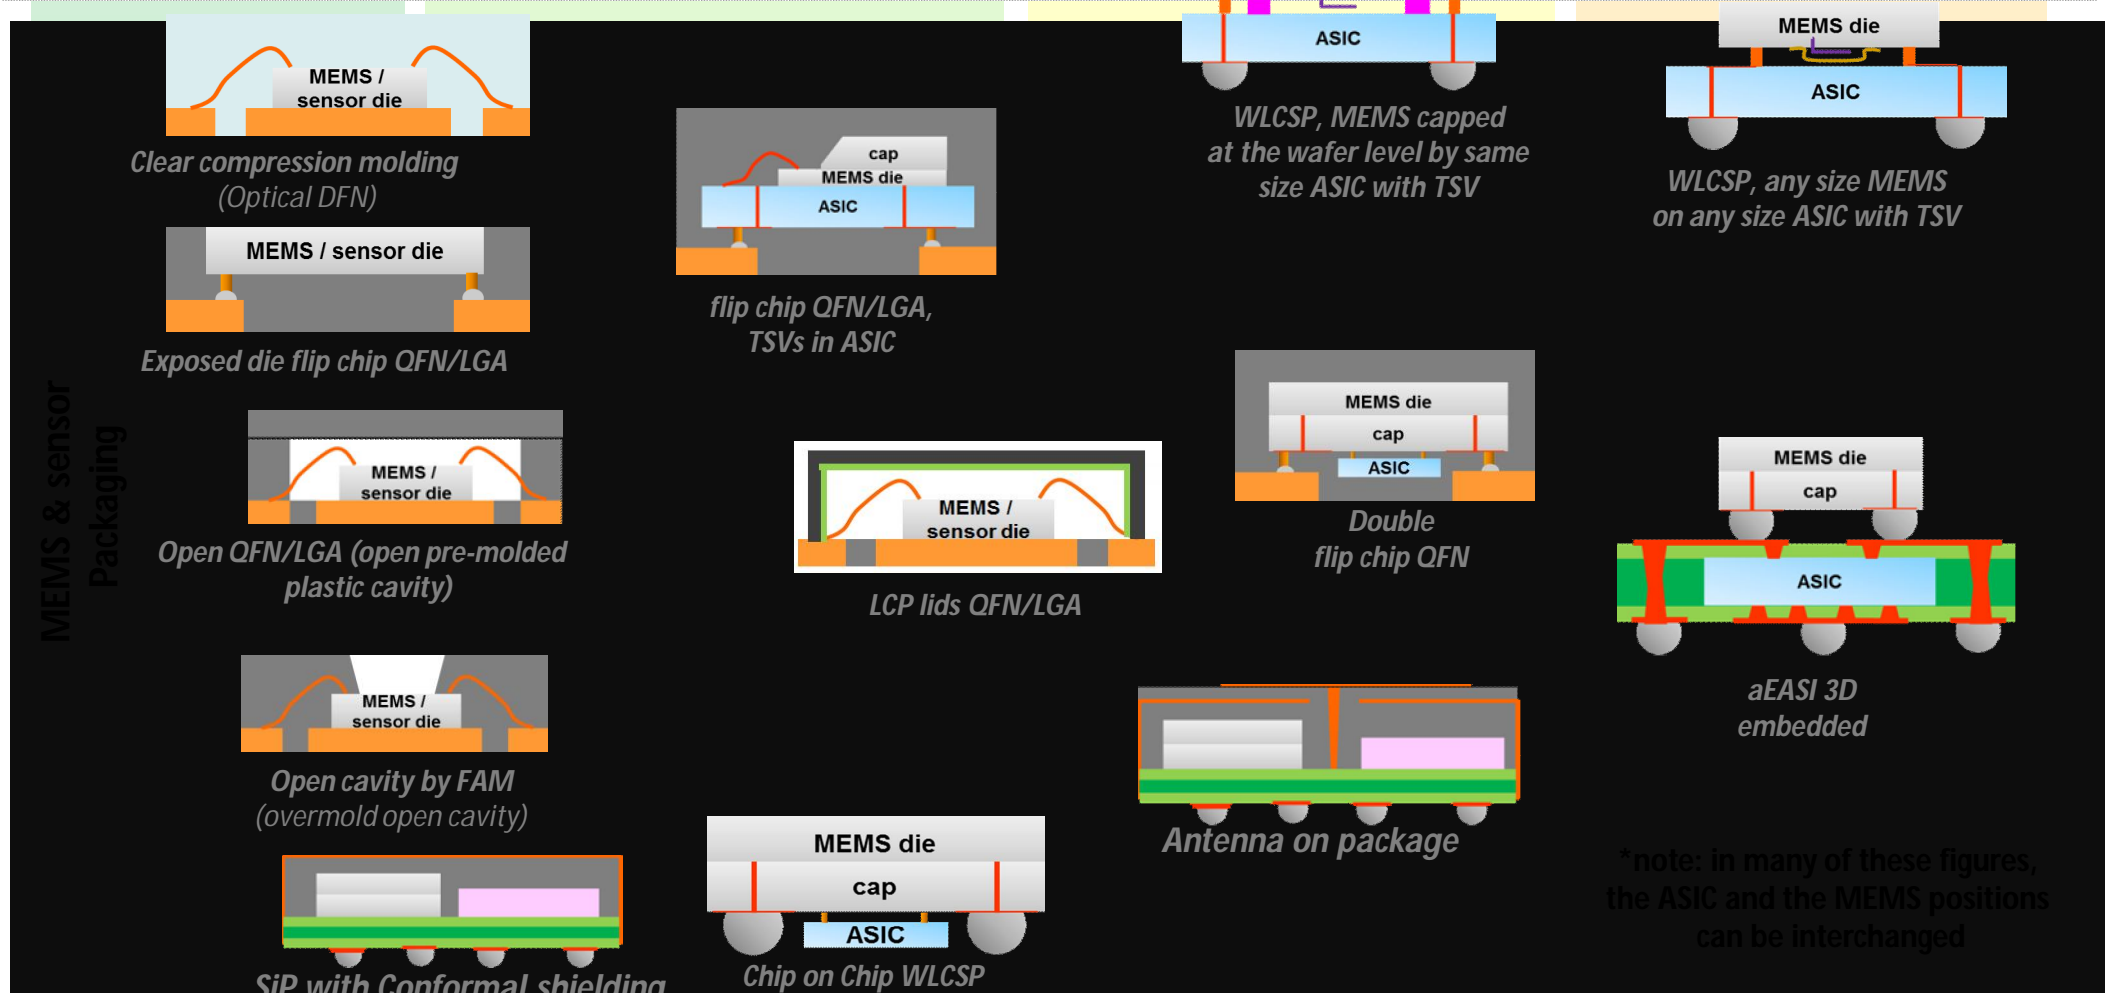 MEMS & sensor
Packaging
MEMS /
sensor die
Clear compression molding
(Optical DFN)
MEMS / sensor die
Exposed die flip chip QFN/LGA
MEMS /
sensor die
Open QFN/LGA (open pre-molded
plastic cavity)
MEMS /
sensor die
Open cavity by FAM
(overmold open cavity)
SiP with Conformal shielding
cap
MEMS die
ASIC
flip chip QFN/LGA,
TSVs in ASIC
MEMS /
sensor die
LCP lids QFN/LGA
MEMS die
cap
ASIC
Chip on Chip WLCSP
ASIC
WLCSP, MEMS capped
at the wafer level by same
size ASIC with TSV
MEMS die
cap
ASIC
Double
flip chip QFN
Antenna on package
MEMS die
ASIC
WLCSP, any size MEMS
on any size ASIC with TSV
MEMS die
cap
ASIC
aEASI 3D
embedded
*note: in many of these figures,
the ASIC and the MEMS positions
can be interchanged